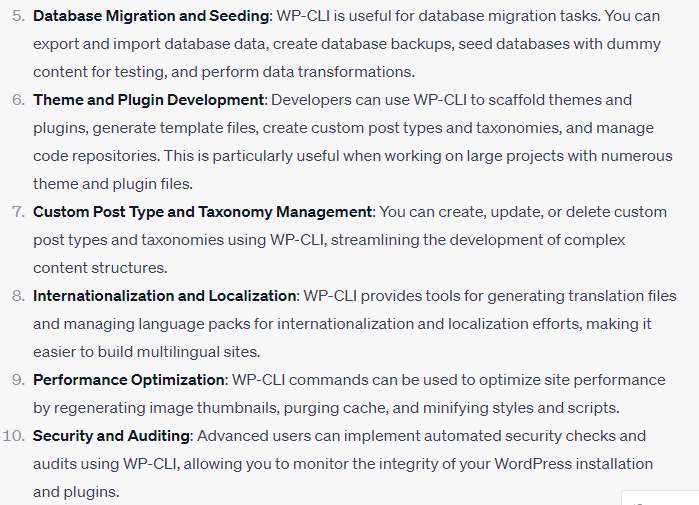 5. Database Migration and Seeding: WP-CLI is useful for database migration tasks. You can
export and import database data, create database backups, seed databases with dummy
content for testing, and perform data transformations.
6. Theme and Plugin Development: Developers can use WP-CLI to scaffold themes and
plugins, generate template files, create custom post types and taxonomies, and manage
code repositories. This is particularly useful when working on large projects with numerous
theme and plugin files.
7. Custom Post Type and Taxonomy Management: You can create, update, or delete custom
post types and taxonomies using WP-CLI, streamlining the development of complex
content structures.
8. Internationalization and Localization: WP-CLI provides tools for generating translation files
and managing language packs for internationalization and localization efforts, making it
easier to build multilingual sites.
9. Performance Optimization: WP-CLI commands can be used to optimize site performance
by regenerating image thumbnails, purging cache, and minifying styles and scripts.
10. Security and Auditing: Advanced users can implement automated security checks and
audits using WP-CLI, allowing you to monitor the integrity of your WordPress installation
and plugins.